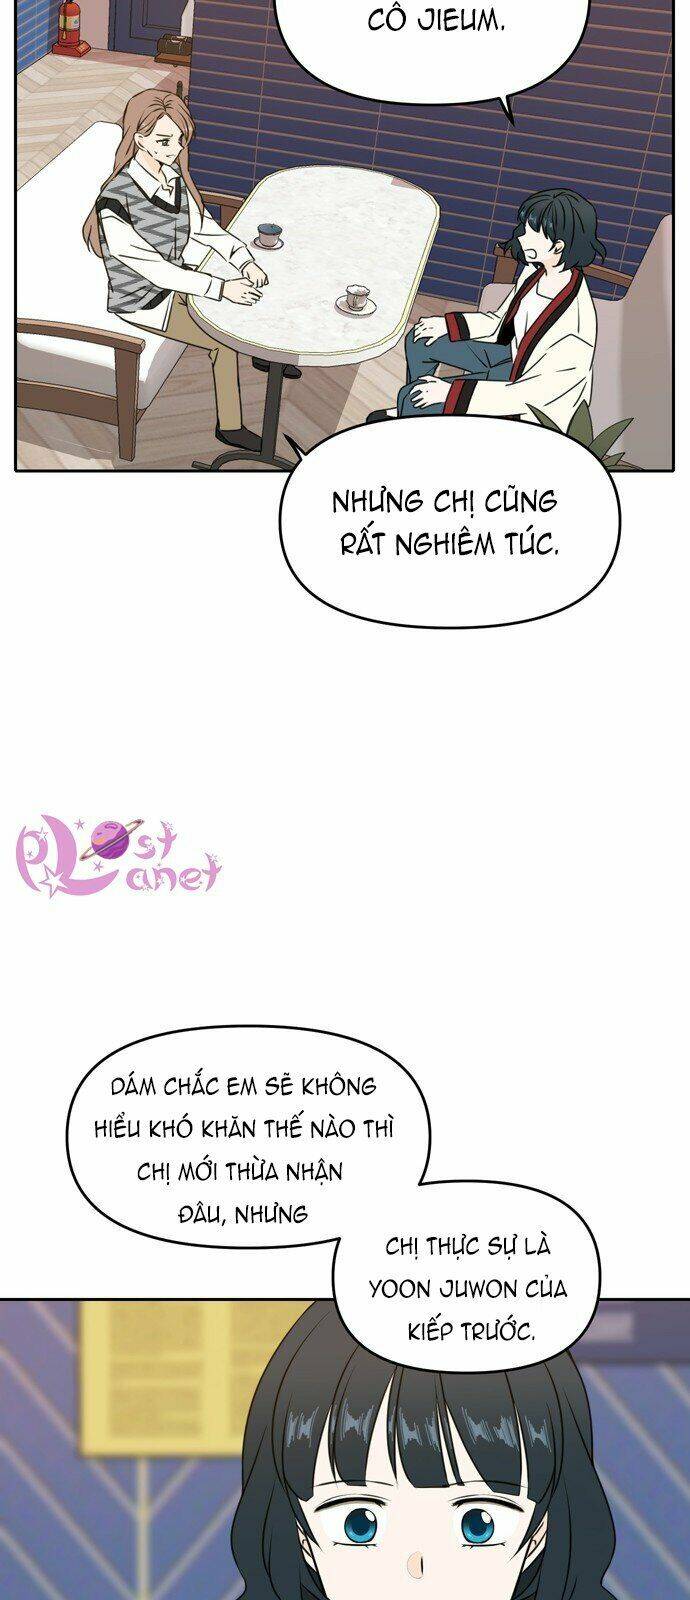 CÔ JIEUM.
NHƯNG CHỊ CŨNG
RẤT NGHIÊM TÚC.
Lost
Planet
DÁM CHẮC EM SẼ KHÔNG
HIỂU KHÓ KHĂN THẾ NÀO THÌ
CHỊ MỚI THỪA NHẬN
ĐÂU, NHƯNG
CHỊ THỰC SỰ LÀ
YOON JUWON CỦA
KIẾP TRƯỚC.